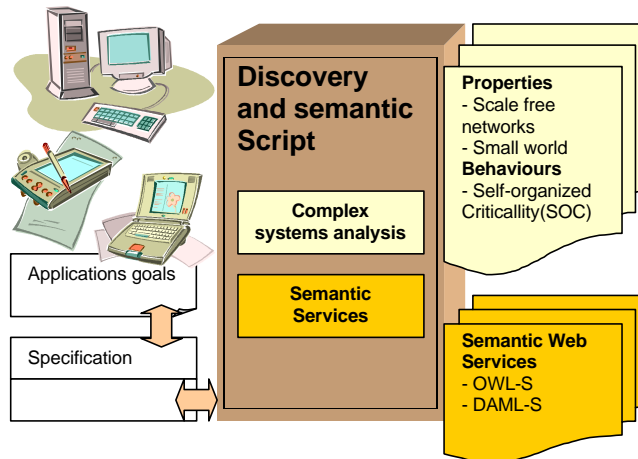 Discovery
and semantic
Script
Complex
systems analysis
Semantic
Services
Applications goals
Specification
Properties
- Scale free
networks
- Small world
Behaviours
- Self-organized
Criticallity(SOC)
Semantic Web
Services
- OWL-S
- DAML-S